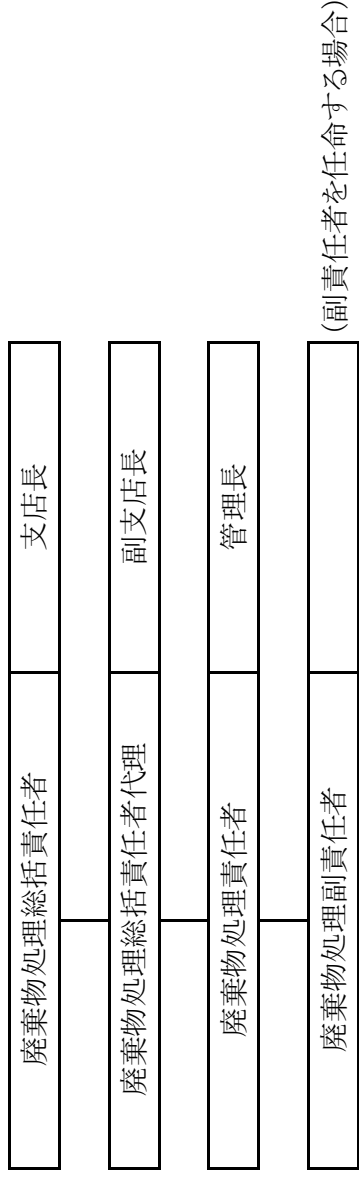 廃棄物処理総括責任者 支店長
廃棄物処理総括責任者代理 副支店長
廃棄物処理責任者 管理長
廃棄物処理副責任者 (副責任者を任命する場合)